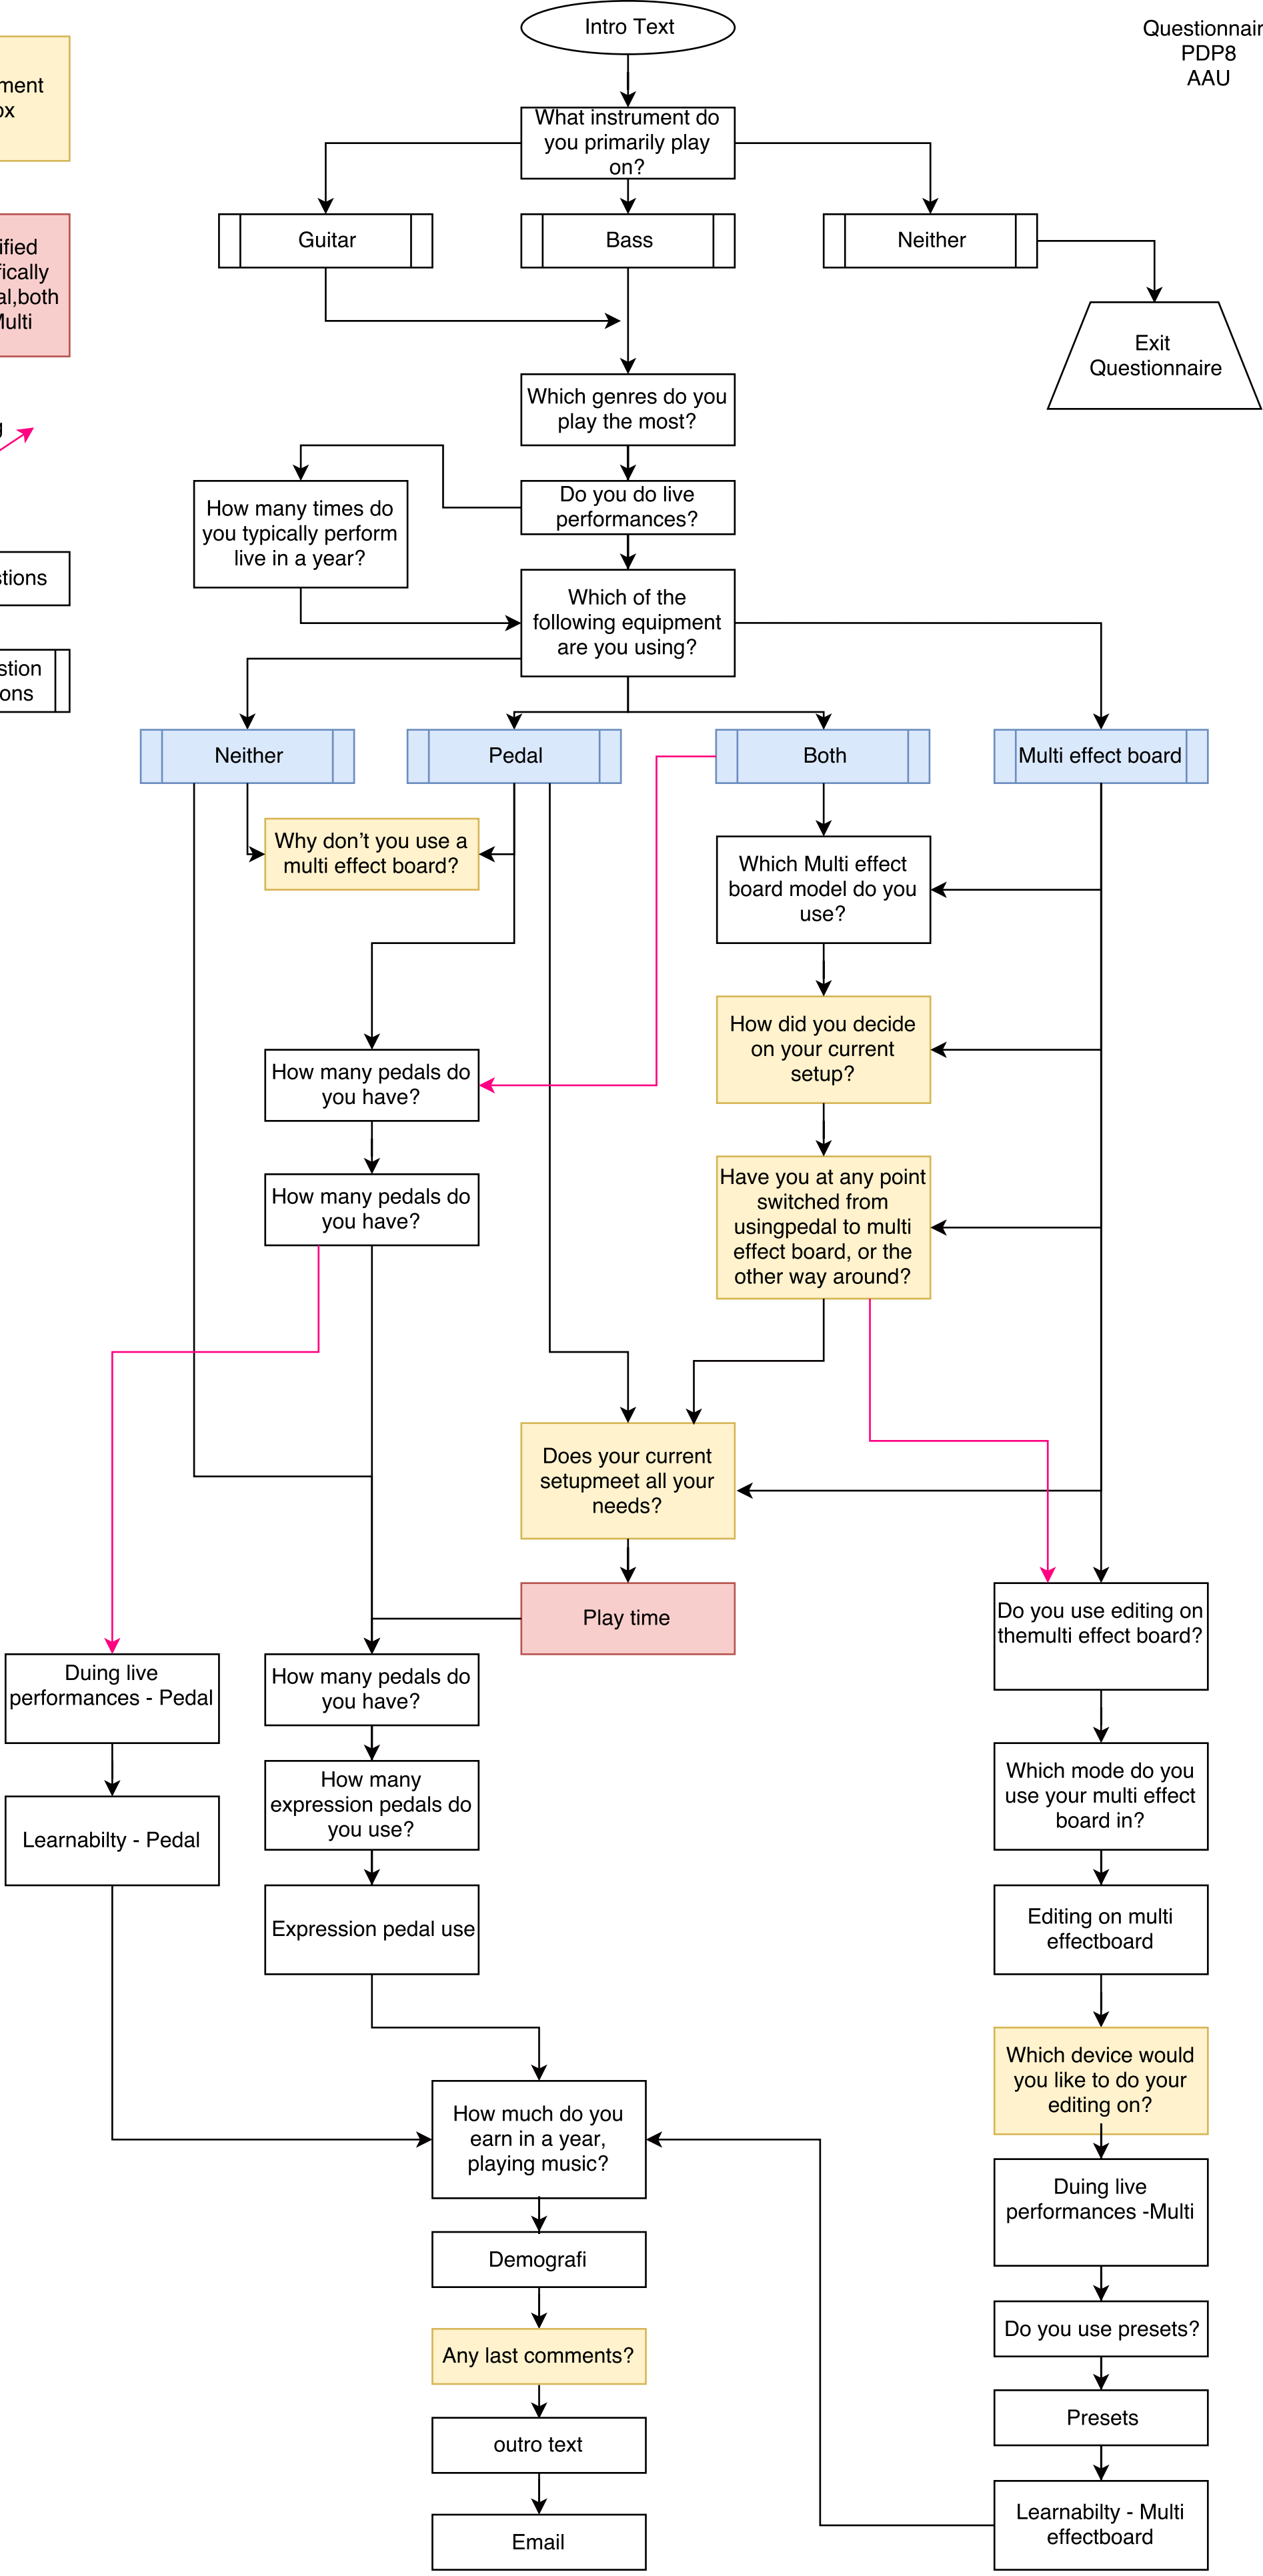 Intro Text
Questionnair
PDP8
AAU
ment
ox
What instrument do
you primarily play
on?
Guitar
Bass
Neither
ified
ically
al,both
Multi
Exit
Questionnaire
Which genres do you
play the most?
g
Do you do live
performances?
How many times do
you typically perform
live in a year?
stions
Which of the
following equipment
are you using?
stion
ons
Neither
Pedal
Both
Multi effect board
Why don't you use a
multi effect board?
Which Multi effect
board model do you
use?
How did you decide
on your current
setup?
How many pedals do
you have?
Have you at any point
switched from
usingpedal to multi
effect board, or the
other way around?
How many pedals do
you have?
Does your current
setupmeet all your
needs?
Play time
Do you use editing on
themulti effect board?
Duing live
performances - Pedal
How many pedals do
you have?
Which mode do you
use your multi effect
board in?
How many
expression pedals do
you use?
Learnabilty - Pedal
Expression pedal use
Editing on multi
effectboard
Which device would
you like to do your
editing on?
How much do you
earn in a year,
playing music?
Duing live
performances -Multi
Demografi
Do you use presets?
Any last comments?
Presets
outro text
Learnabilty - Multi
effectboard
Email